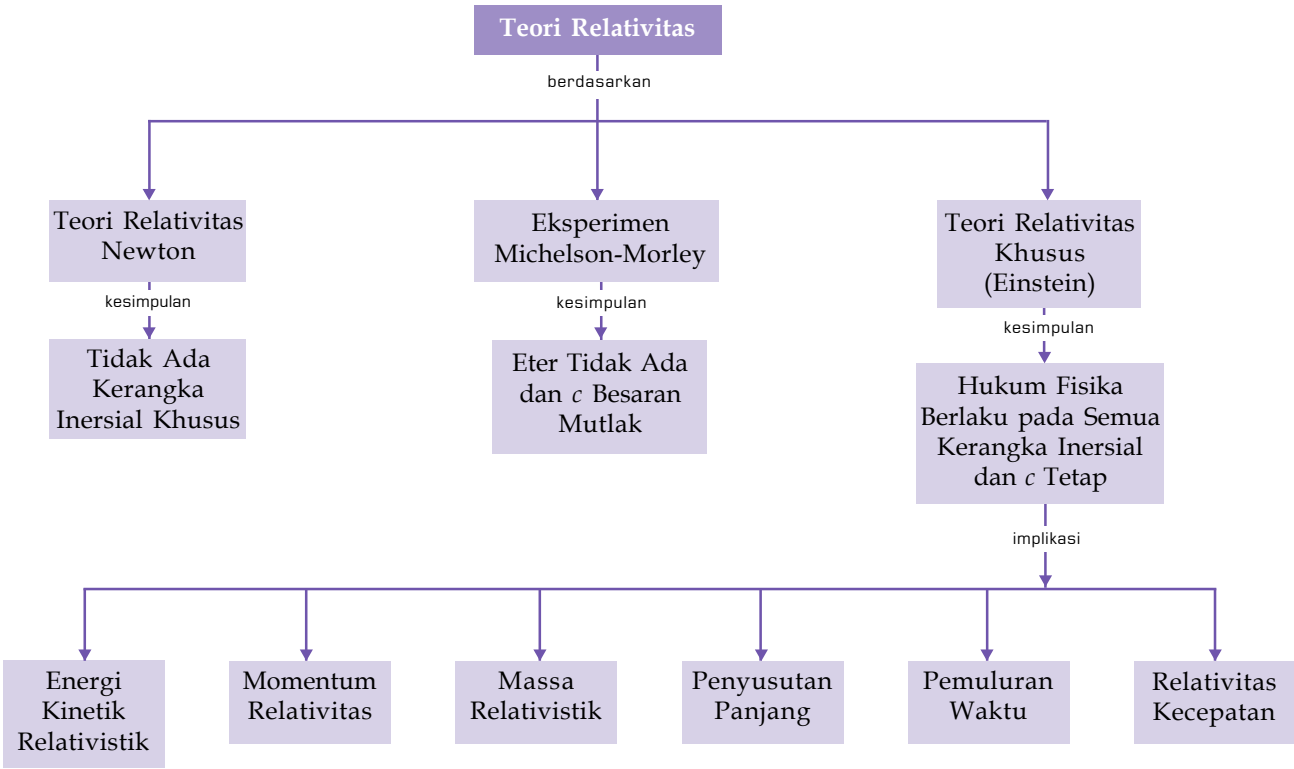 Teori Relativitas
berdasarkan
Teori Relativitas
Newton
kesimpulan
Tidak Ada
Kerangka
Inersial Khusus
Eksperimen
Michelson-Morley
kesimpulan
Eter Tidak Ada
dan c Besaran
Mutlak
Teori Relativitas
Khusus
(Einstein)
kesimpulan
Hukum Fisika
Berlaku pada Semua
Kerangka Inersial
dan c Tetap
implikasi
Energi
Kinetik
Relativistik
Momentum
Relativitas
Massa
Relativistik
Penyusutan
Panjang
Pemuluran
Waktu
Relativitas
Kecepatan